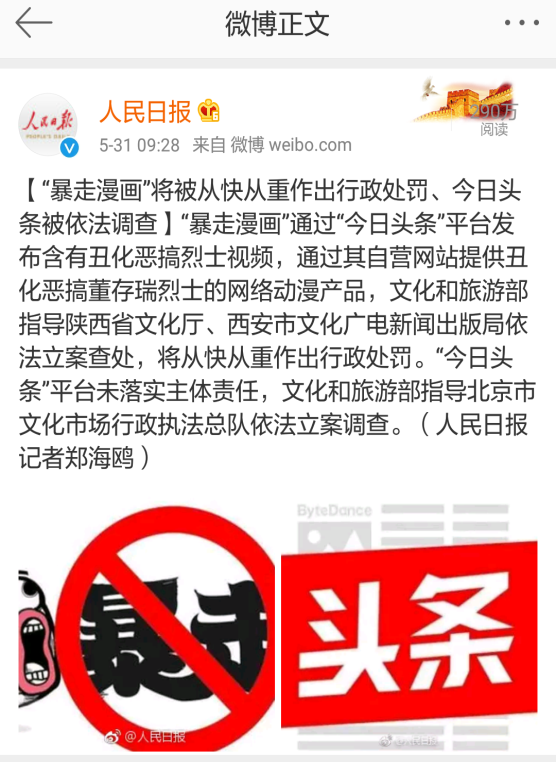 微博正文
人民日报
290万
阅读
人民日报
PEOPLE'S DAILY
5-31 09:28 来自 微博 weibo.com
【“暴走漫画”将被从快从重作出行政处罚、今日头
条被依法调查】“暴走漫画”通过“今日头条”平台发
布含有丑化恶搞烈士视频，通过其自营网站提供丑
化恶搞董存瑞烈士的网络动漫产品，文化和旅游部
指导陕西省文化厅、西安市文化广电新闻出版局依
法立案查处，将从快从重作出行政处罚。“今日头
条”平台未落实主体责任，文化和旅游部指导北京市
文化市场行政执法总队依法立案调查。（人民日报
记者郑海鸥）
暴走
@人民日报
ByteDance
头条
@人民日报